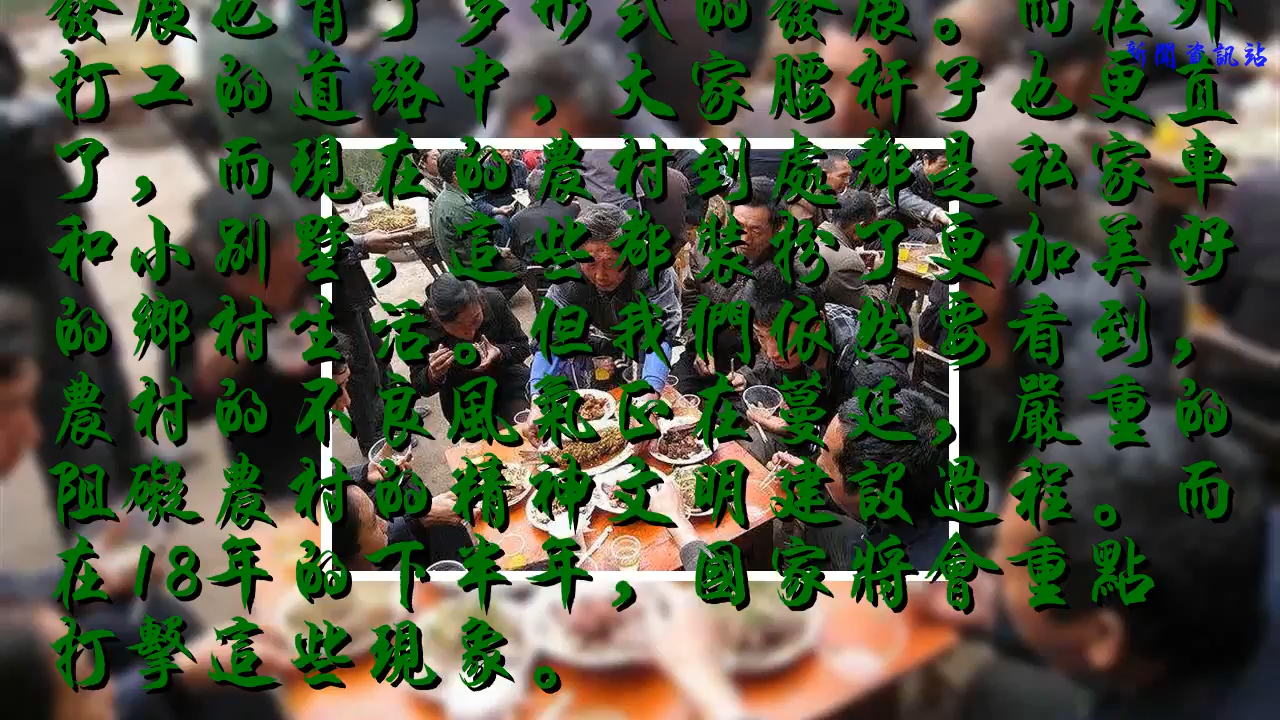 發展也有了多形式的發展。而在外
新聞資訊站
打工的道路中，大家腰杆子也更直
了，而現在的農村到處都是私家車
和小別墅，這些都裝扮了更加美好
的鄉村生活。但我們依然要看到，
農村的不良風氣正在蔓延，嚴重的
阻礙農村的精神文明建設過程。而
在18年的下半年，國家將會重點
打擊這些現象。